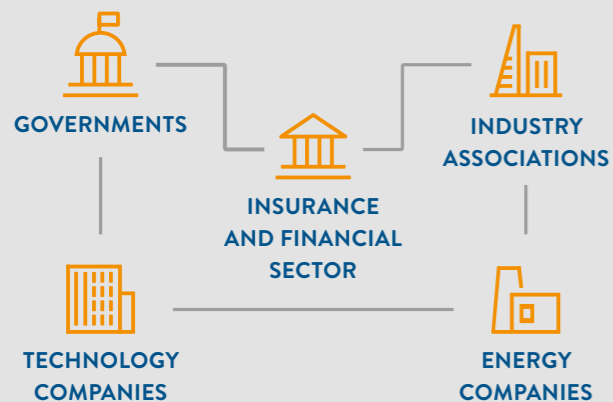 GOVERNMENTS
INDUSTRY
ASSOCIATIONS
INSURANCE
AND FINANCIAL
SECTOR
TECHNOLOGY
COMPANIES
ENERGY
COMPANIES